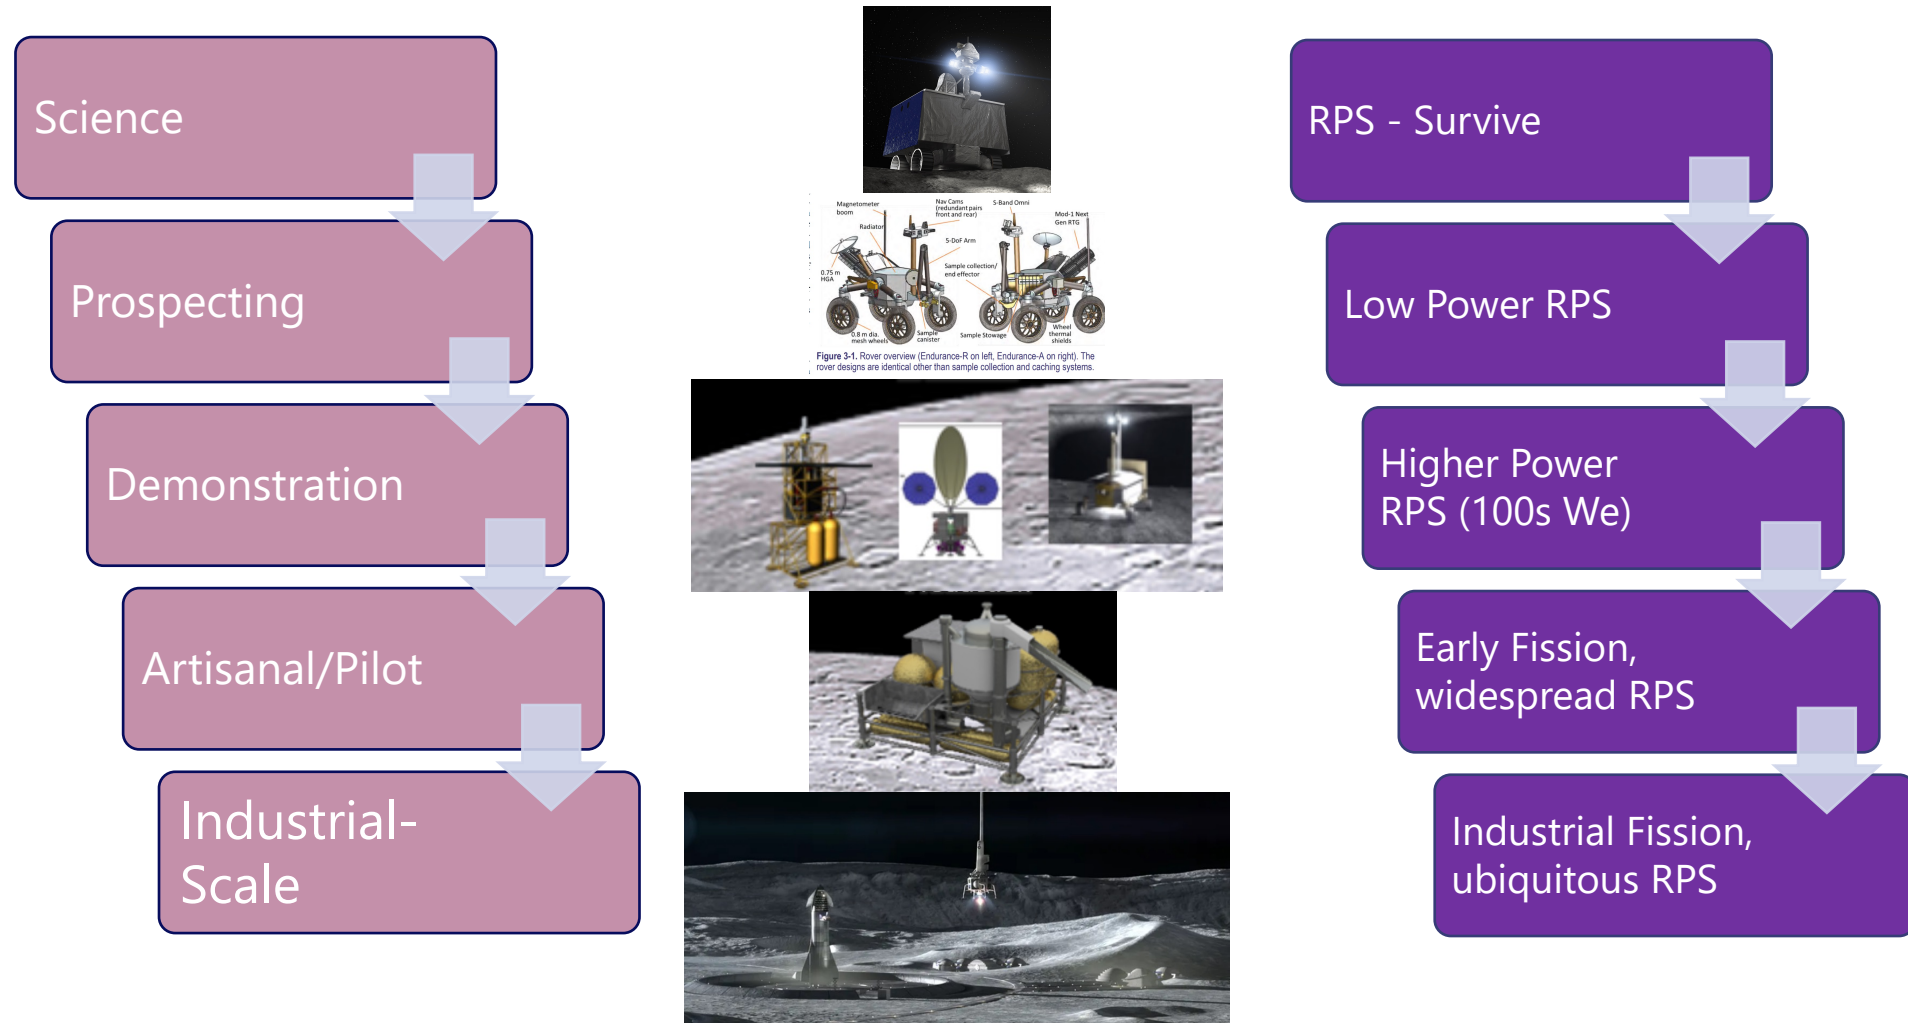 Science
Prospecting
Demonstration
Artisanal/Pilot
Industrial-
Scale
Magnetometer
boom
Nav Cams
(redundant pairs
front and rear)
S-Band Omni
Mod-1 Next
Gen RTG
Radiator
5-DoF Arm
0.75 m
HGA
Sample collection/
end effector
0.8 m dia.
mesh wheels
Sample
canister
Sample Stowage
Wheel
thermal
shields
Figure 3-1. Rover overview (Endurance-R on left, Endurance-A on right). The
rover designs are identical other than sample collection and caching systems.
RPS - Survive
Low Power RPS
Higher Power
RPS (100s We)
Early Fission,
widespread RPS
Industrial Fission,
ubiquitous RPS